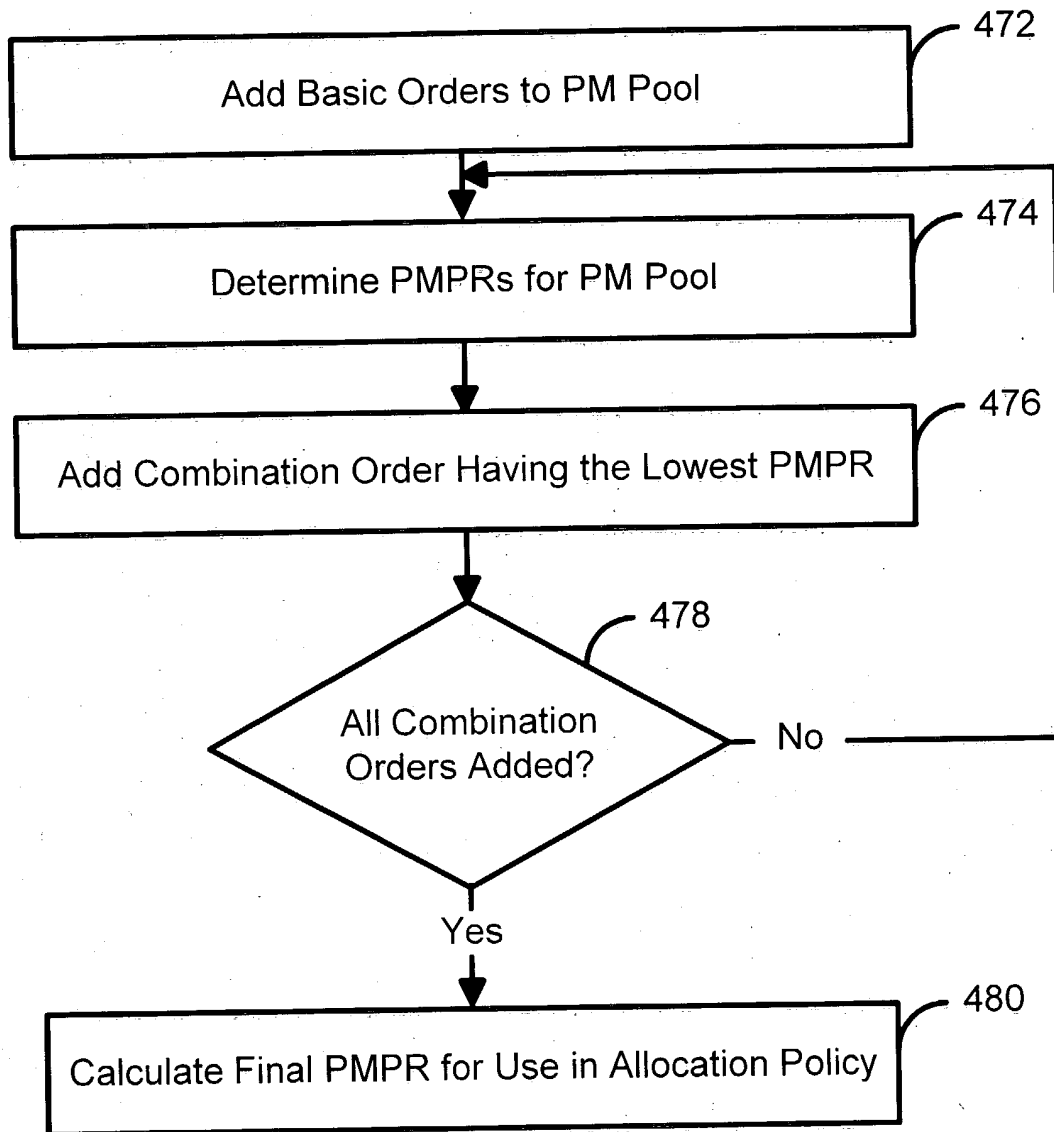 472
Add Basic Orders to PM Pool
474
Determine PMPRs for PM Pool
476
Add Combination Order Having the Lowest PMPR
478
All Combination
Orders Added?
No
Yes
480
Calculate Final PMPR for Use in Allocation Policy